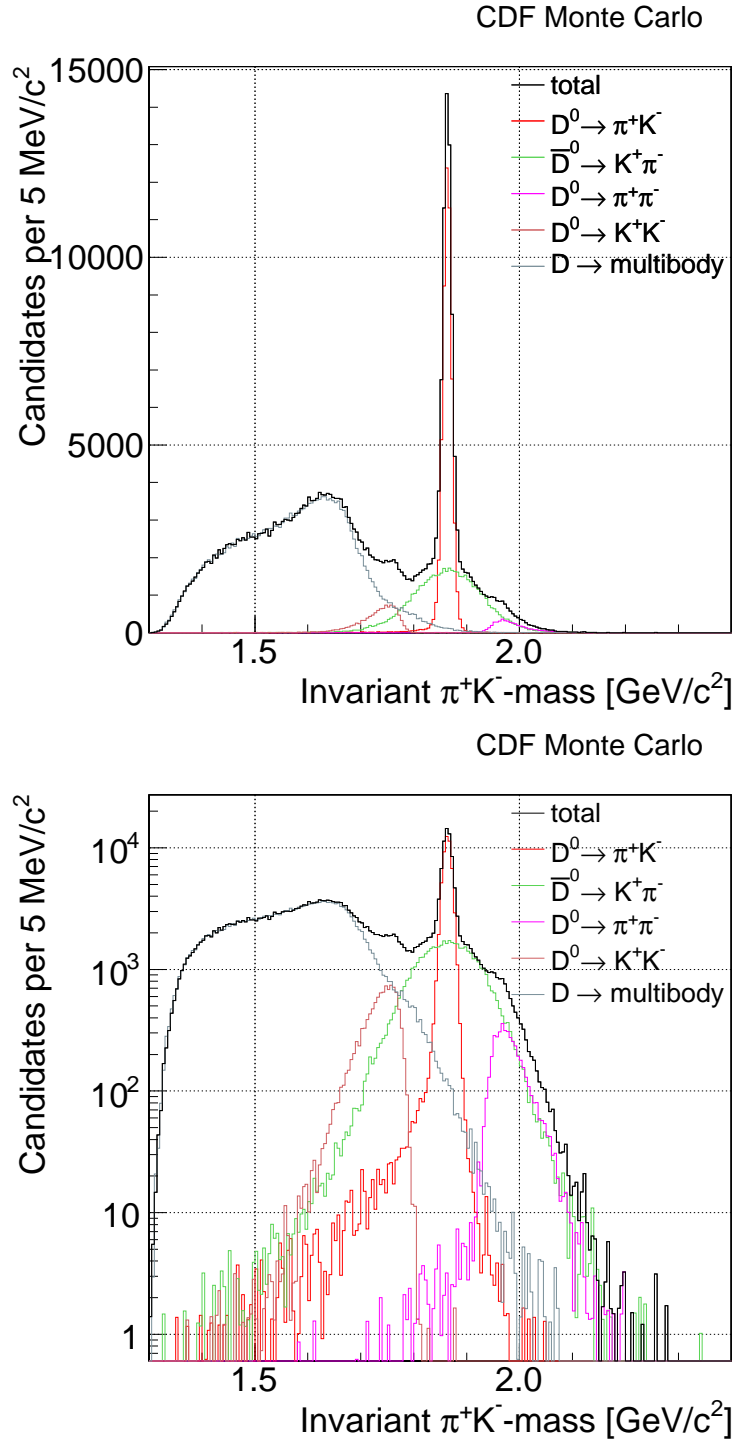 CDF Monte Carlo
Candidates per 5 MeV/c²
15000
10000
5000
0
total
D⁰ → π⁺K⁻
D̅⁰ → K⁺π⁻
D⁰ → π⁺π⁻
D⁰ → K⁺K⁻
D → multibody
1.5 2.0
Invariant π⁺K⁻-mass [GeV/c²]
CDF Monte Carlo
Candidates per 5 MeV/c²
10⁴
10³
10²
10
1
total
D⁰ → π⁺K⁻
D̅⁰ → K⁺π⁻
D⁰ → π⁺π⁻
D⁰ → K⁺K⁻
D → multibody
1.5 2.0
Invariant π⁺K⁻-mass [GeV/c²]